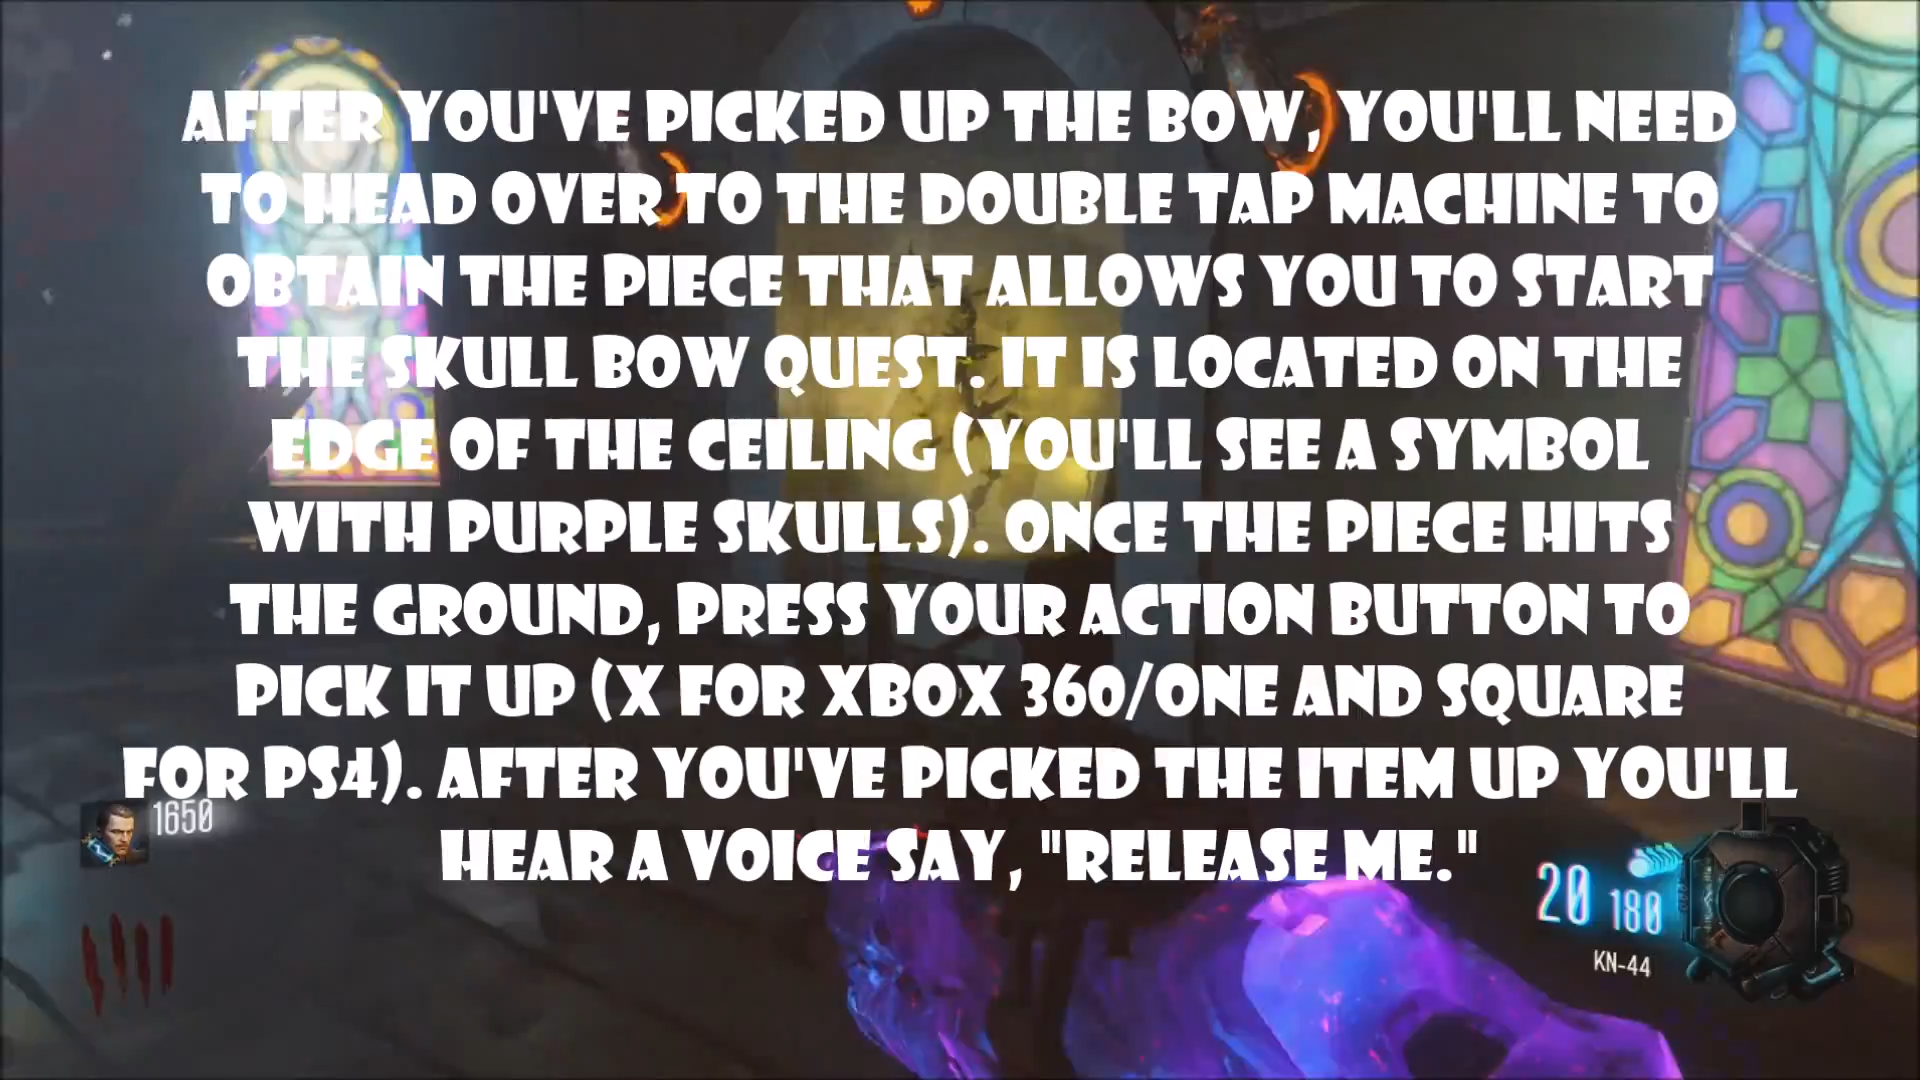 AFTER YOU'VE PICKED UP THE BOW, YOU'LL NEED
TO HEAD OVER TO THE DOUBLE TAP MACHINE TO
OBTAIN THE PIECE THAT ALLOWS YOU TO START
THE SKULL BOW QUEST. IT IS LOCATED ON THE
EDGE OF THE CEILING (YOU'LL SEE A SYMBOL
WITH PURPLE SKULLS). ONCE THE PIECE HITS
THE GROUND, PRESS YOUR ACTION BUTTON TO
PICK IT UP (X FOR XBOX 360/ONE AND SQUARE
FOR PS4). AFTER YOU'VE PICKED THE ITEM UP YOU'LL
HEAR A VOICE SAY, "RELEASE ME."
1650
20 180
KN-44